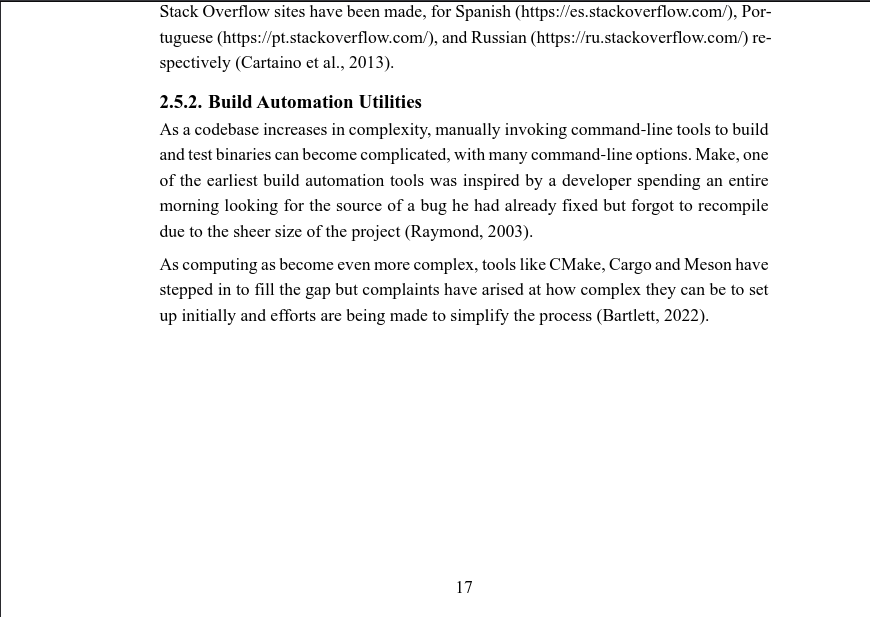 Stack Overflow sites have been made, for Spanish (https://es.stackoverflow.com/), Por-
tuguese (https://pt.stackoverflow.com/), and Russian (https://ru.stackoverflow.com/) re-
spectively (Cartaino et al., 2013).
2.5.2. Build Automation Utilities
As a codebase increases in complexity, manually invoking command-line tools to build
and test binaries can become complicated, with many command-line options. Make, one
of the earliest build automation tools was inspired by a developer spending an entire
morning looking for the source of a bug he had already fixed but forgot to recompile
due to the sheer size of the project (Raymond, 2003).
As computing as become even more complex, tools like CMake, Cargo and Meson have
stepped in to fill the gap but complaints have arised at how complex they can be to set
up initially and efforts are being made to simplify the process (Bartlett, 2022).
17